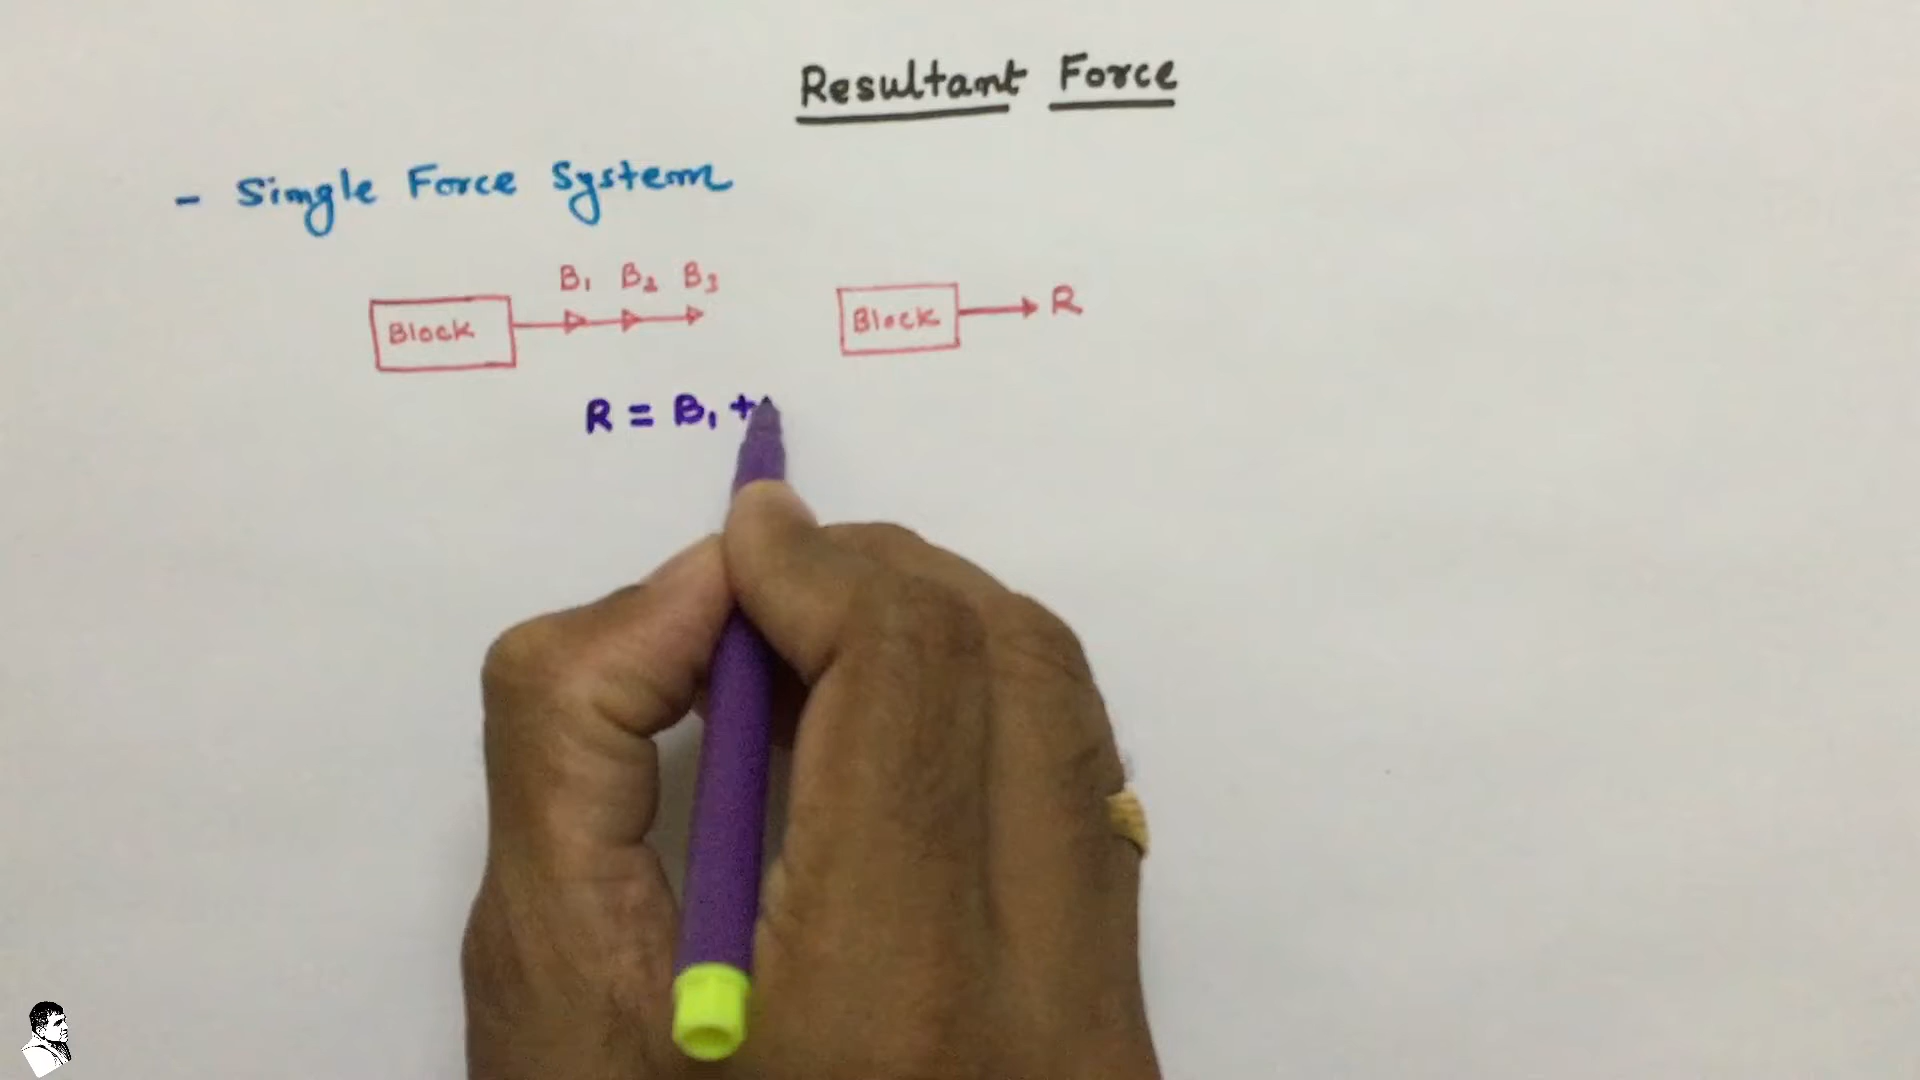 Resultant Force
- Single Force System
B₁ B₂ B₃
Block
Block
R
R = B₁ +